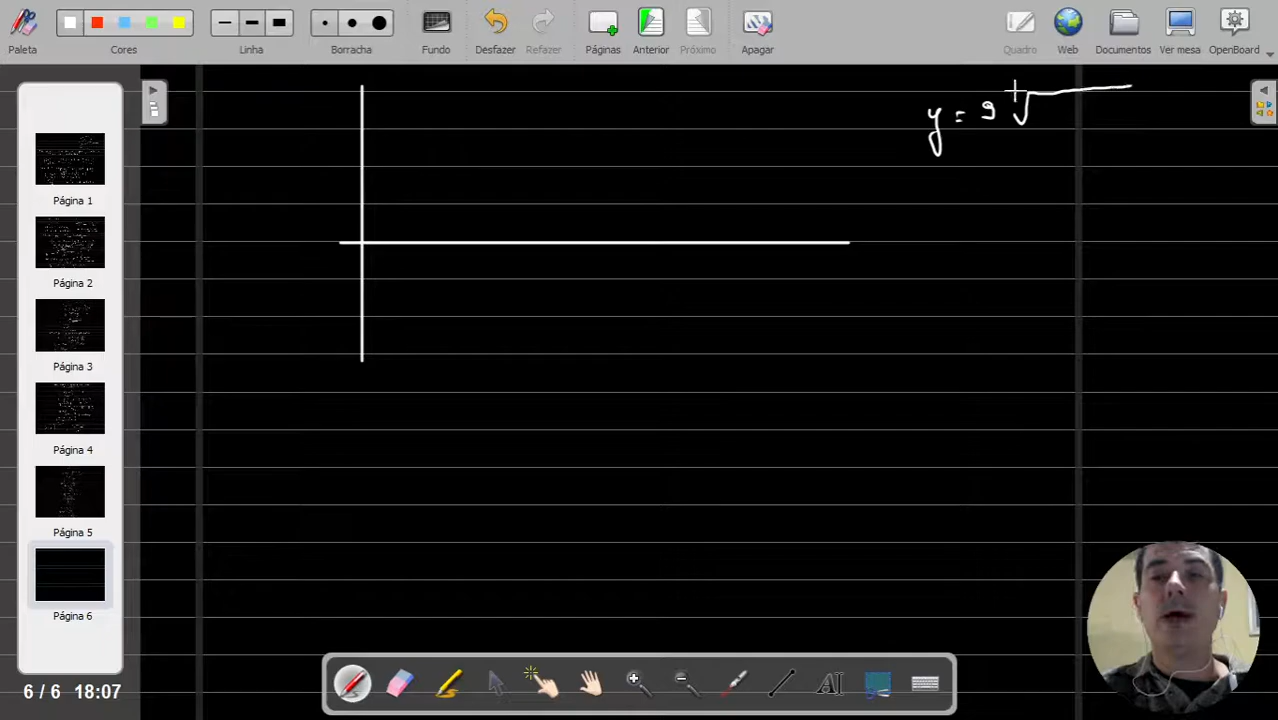 Paleta
Cores
Linha
Borracha
Fundo
Desfazer
Refazer
Páginas
Anterior
Próximo
Apagar
Quadro
Web
Documentos
Ver mesa
OpenBoard
y = 9 √
Página 1
Página 2
Página 3
Página 4
Página 5
Página 6
6 / 6 18:07
AI